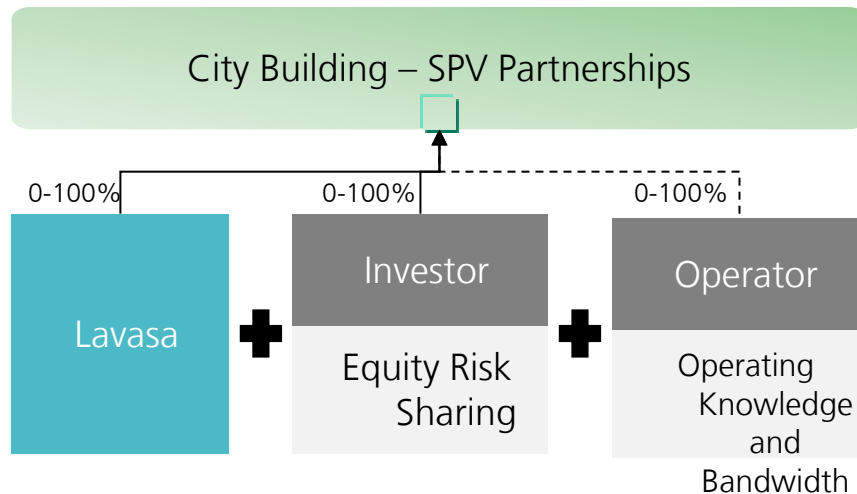 City Building – SPV Partnerships
0-100%
0-100%
0-100%
Lavasa
Investor
Equity Risk
Sharing
Operator
Operating
Knowledge
and
Bandwidth